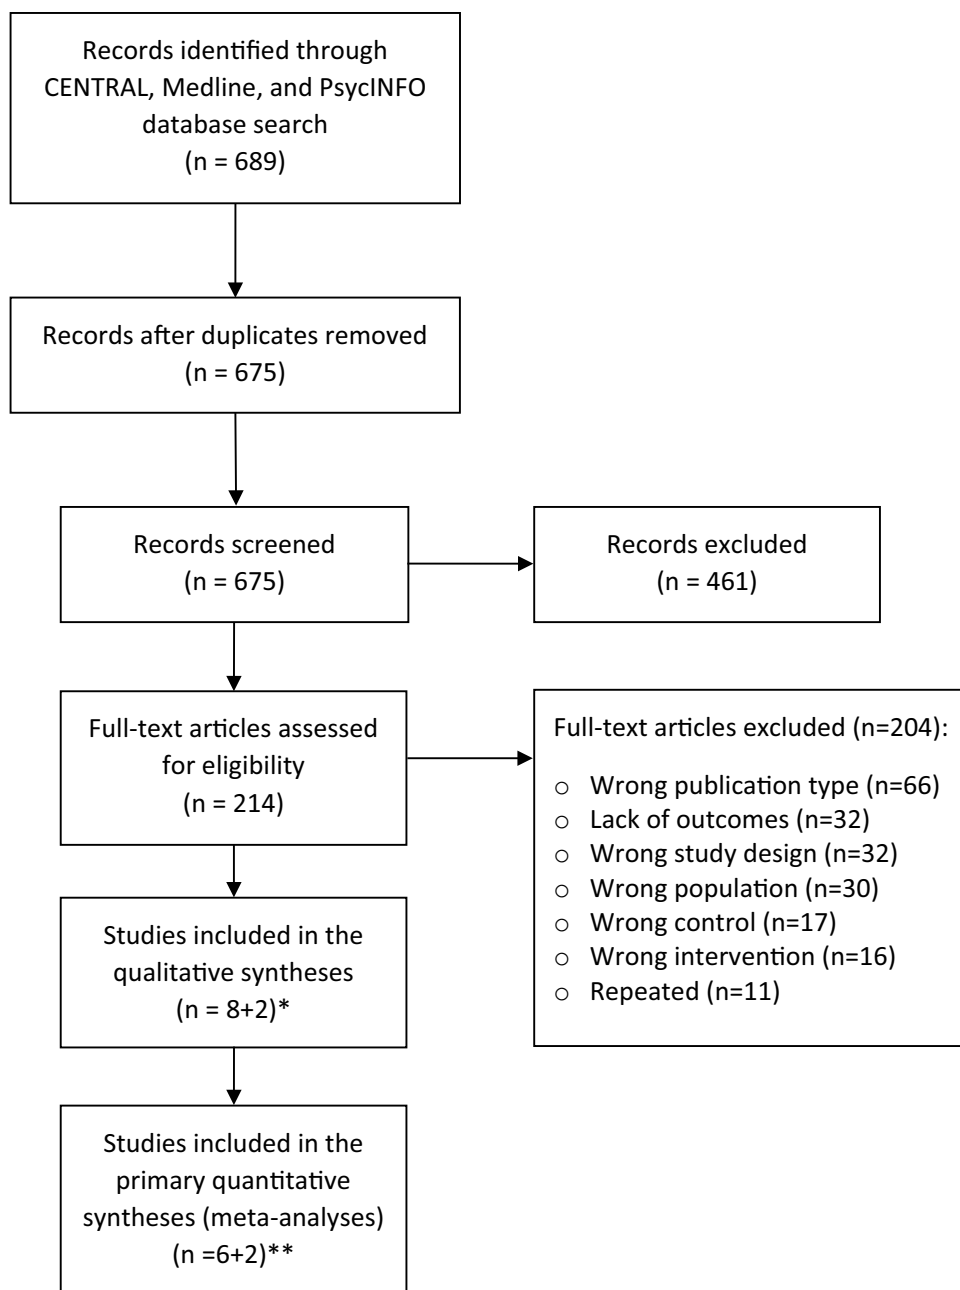 Records identified through
CENTRAL, Medline, and PsycINFO
database search
(n = 689)
Records after duplicates removed
(n = 675)
Records screened
(n = 675)
Records excluded
(n = 461)
Full-text articles assessed
for eligibility
(n = 214)
Full-text articles excluded (n=204):
o Wrong publication type (n=66)
o Lack of outcomes (n=32)
o Wrong study design (n=32)
o Wrong population (n=30)
o Wrong control (n=17)
o Wrong intervention (n=16)
o Repeated (n=11)
Studies included in the
qualitative syntheses
(n = 8+2)*
Studies included in the
primary quantitative
syntheses (meta-analyses)
(n =6+2)**